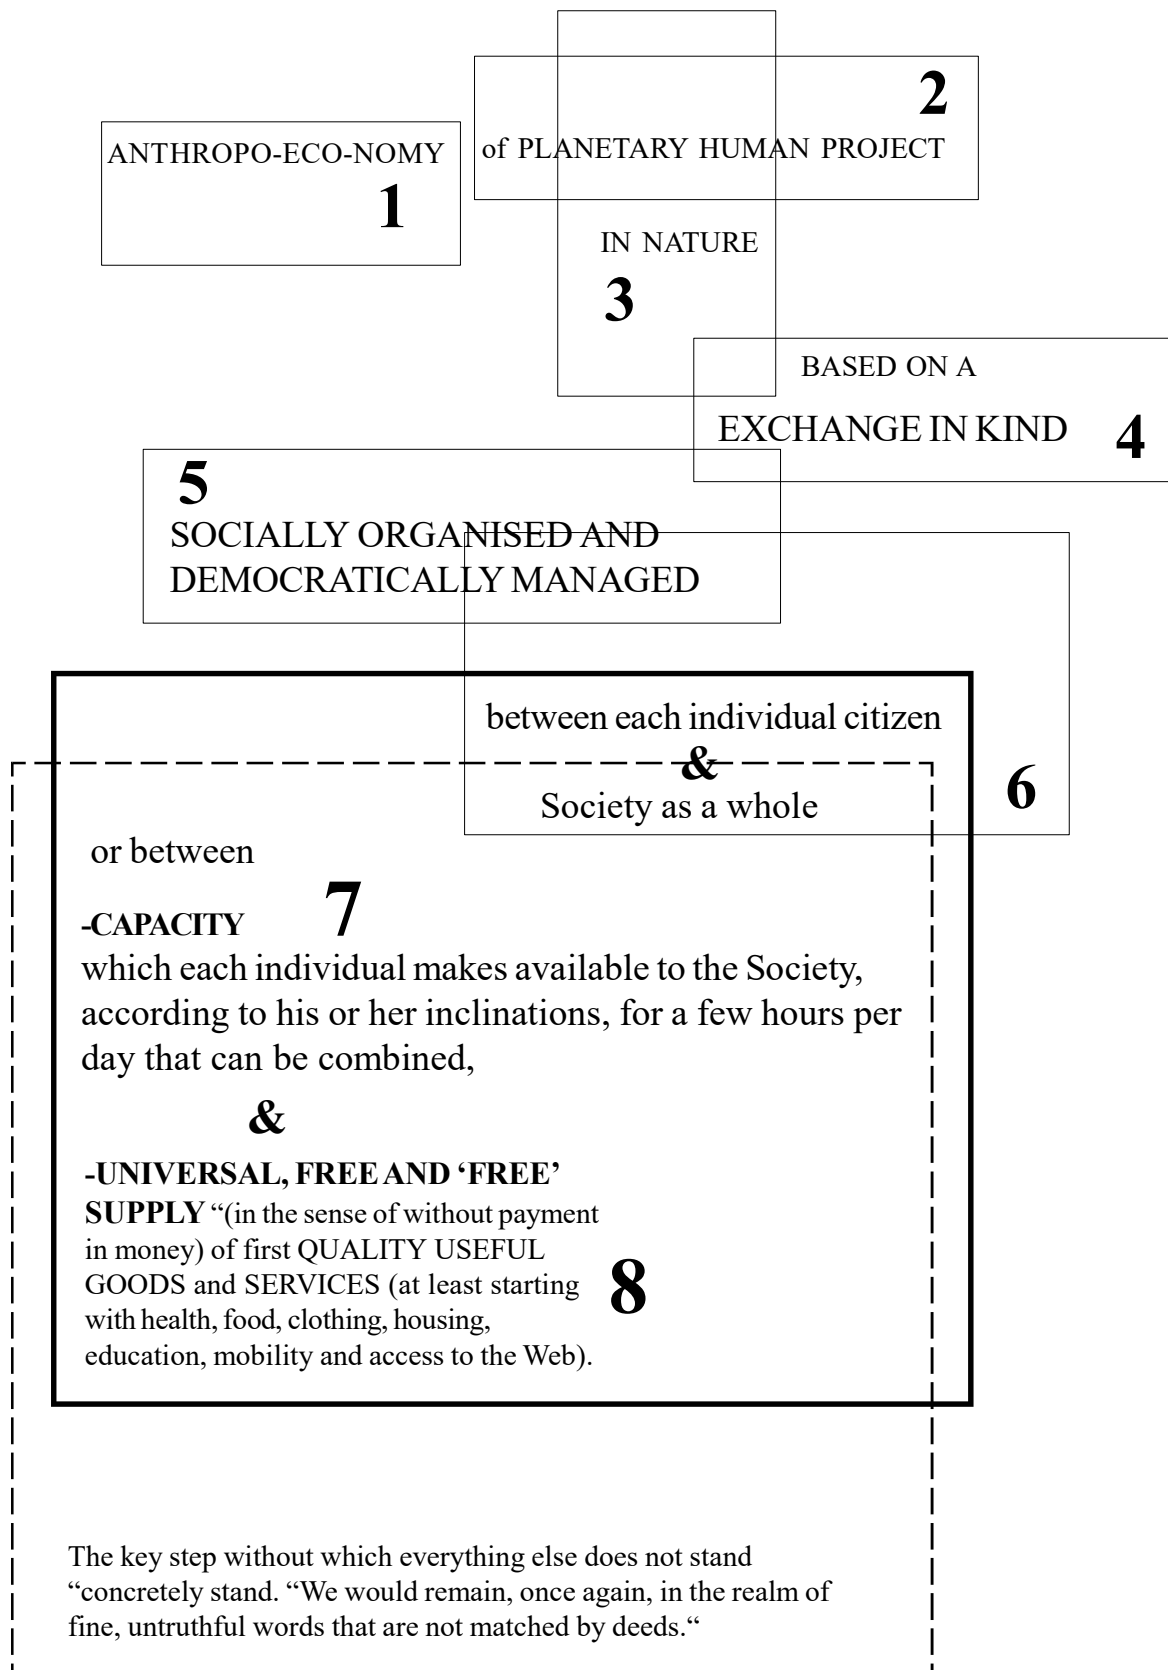 2
ANTHROPO-ECO-NOMY
of PLANETARY HUMAN PROJECT
1
IN NATURE
3
BASED ON A
EXCHANGE IN KIND 4
5
SOCIALLY ORGANISED AND
DEMOCRATICALLY MANAGED
between each individual citizen
&
Society as a whole
6
or between
7
-CAPACITY
which each individual makes available to the Society,
according to his or her inclinations, for a few hours per
day that can be combined,
&
-UNIVERSAL, FREE AND ‘FREE’
SUPPLY “(in the sense of without payment
in money) of first QUALITY USEFUL
GOODS and SERVICES (at least starting
with health, food, clothing, housing,
education, mobility and access to the Web).
8
The key step without which everything else does not stand
“concretely stand. “We would remain, once again, in the realm of
fine, untruthful words that are not matched by deeds.“